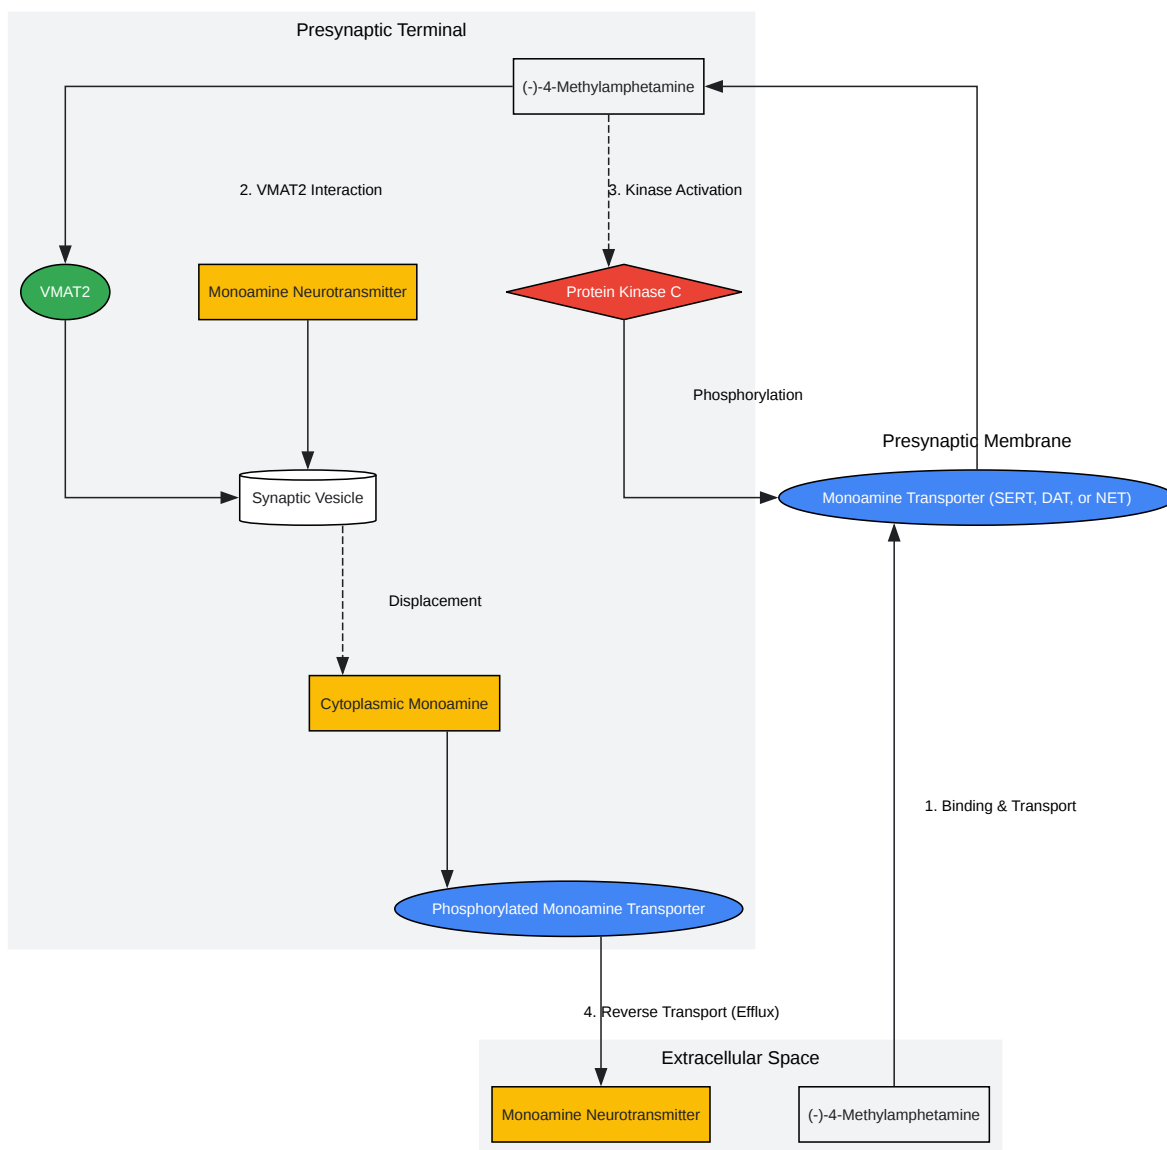 Presynaptic Terminal
(-)-4-Methylamphetamine
2. VMAT2 Interaction
3. Kinase Activation
VMAT2
Monoamine Neurotransmitter
Protein Kinase C
Phosphorylation
Presynaptic Membrane
Synaptic Vesicle
Monoamine Transporter (SERT, DAT, or NET)
Displacement
Cytoplasmic Monoamine
1. Binding & Transport
Phosphorylated Monoamine Transporter
4. Reverse Transport (Efflux)
Extracellular Space
Monoamine Neurotransmitter
(-)-4-Methylamphetamine